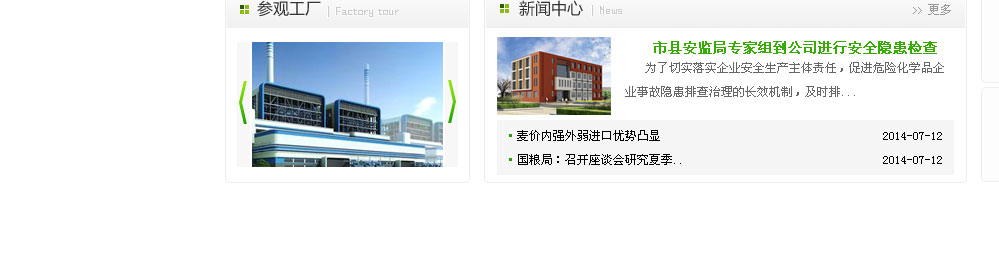 参观工厂 | Factory tour
新闻中心 | News
>> 更多
市县安监局专家组到公司进行安全隐患检查
为了切实落实企业安全生产主体责任，促进危险化学品企
业事故隐患排查治理的长效机制，及时排...
麦价内强外弱进口优势凸显 2014-07-12
国粮局：召开座谈会研究夏季.. 2014-07-12